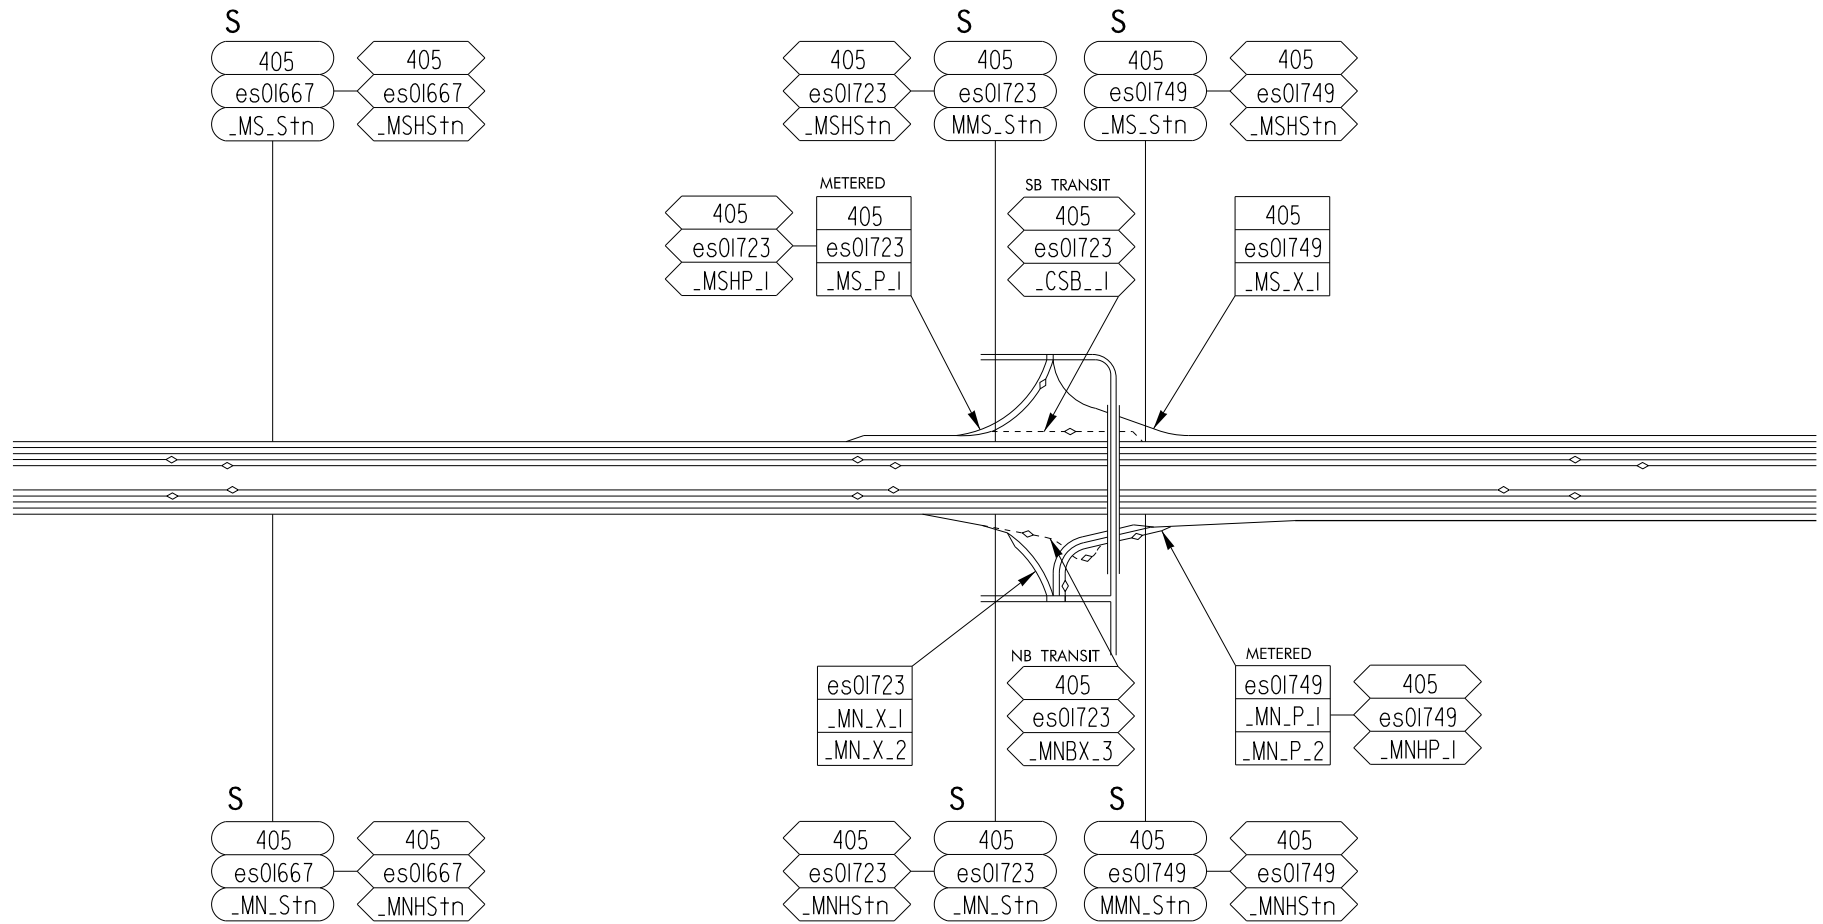 S
405
es01667
_MS_Stn
405
es01667
_MSHStn
405
es01723
_MSHStn
S
405
es01723
MMS_Stn
S
405
es01749
_MS_Stn
405
es01749
_MSHStn
405
es01723
_MSHP_1
METERED
405
es01723
_MS_P_1
SB TRANSIT
405
es01723
_CSB__1
405
es01749
_MS_X_1
es01723
_MN_X_1
_MN_X_2
NB TRANSIT
405
es01723
_MNBX_3
METERED
es01749
_MN_P_1
_MN_P_2
405
es01749
_MNHP_1
S
405
es01667
_MN_Stn
405
es01667
_MNHStn
405
es01723
_MNHStn
S
405
es01723
_MN_Stn
S
405
es01749
MMN_Stn
405
es01749
_MNHStn